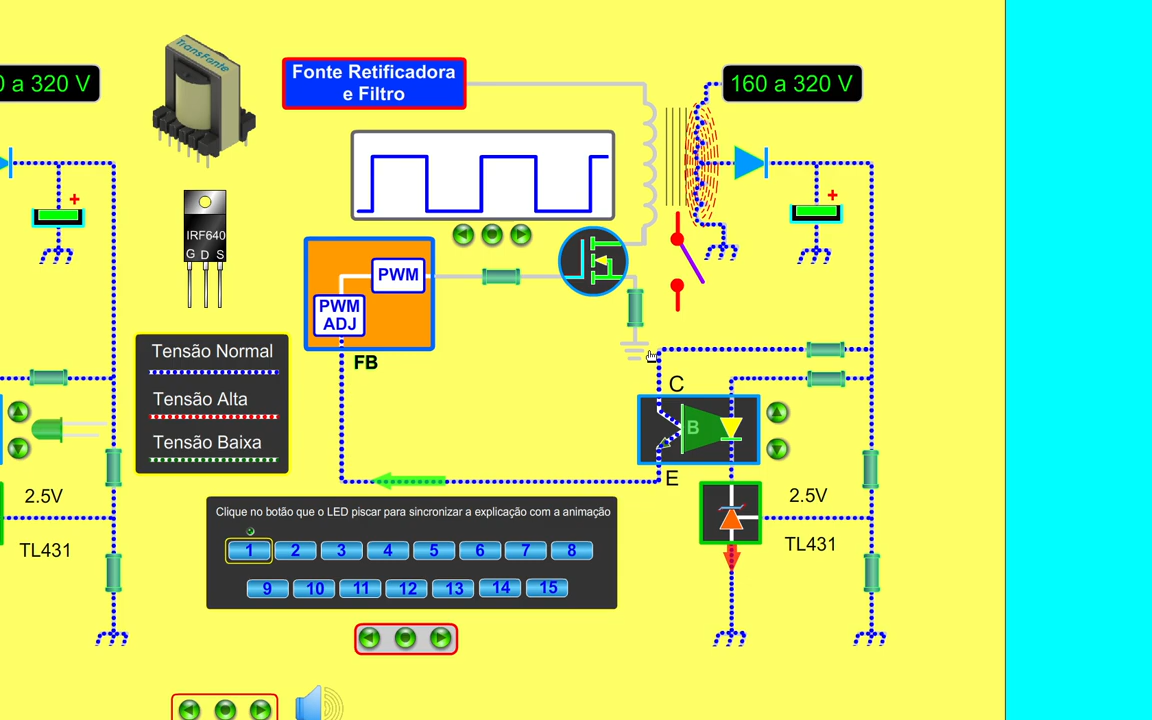 TransFonte
Fonte Retificadora
e Filtro
0 a 320 V
160 a 320 V
+
+
IRF640
G D S
PWM
PWM
ADJ
FB
Tensão Normal
Tensão Alta
Tensão Baixa
C
B
E
2.5V
TL431
2.5V
TL431
Clique no botão que o LED piscar para sincronizar a explicação com a animação
1 2 3 4 5 6 7 8
9 10 11 12 13 14 15